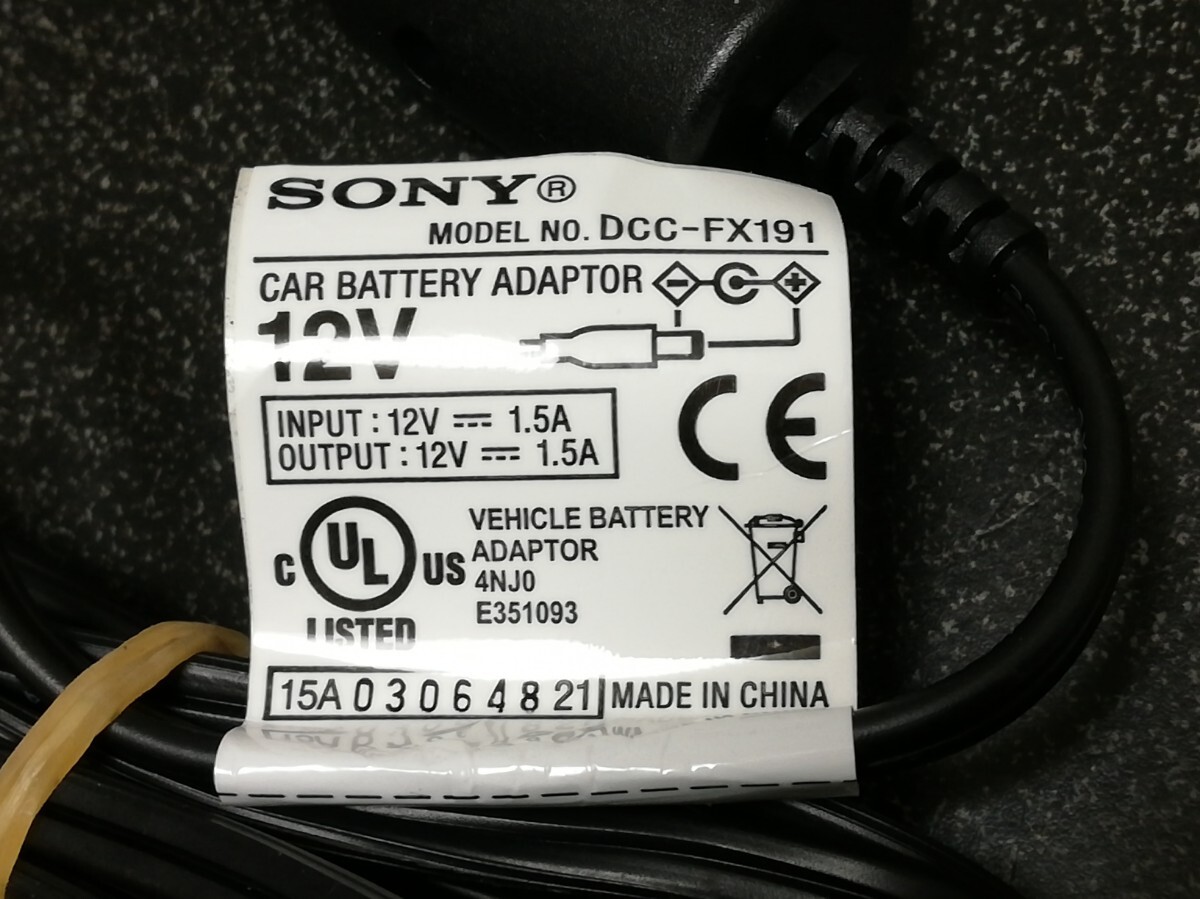 SONY®
MODEL NO. DCC-FX191
CAR BATTERY ADAPTOR
12V
INPUT : 12V ⎓ 1.5A
OUTPUT : 12V ⎓ 1.5A
CE
C UL US
LISTED
VEHICLE BATTERY
ADAPTOR
4NJ0
E351093
15A 0 3 0 6 4 8 21
MADE IN CHINA